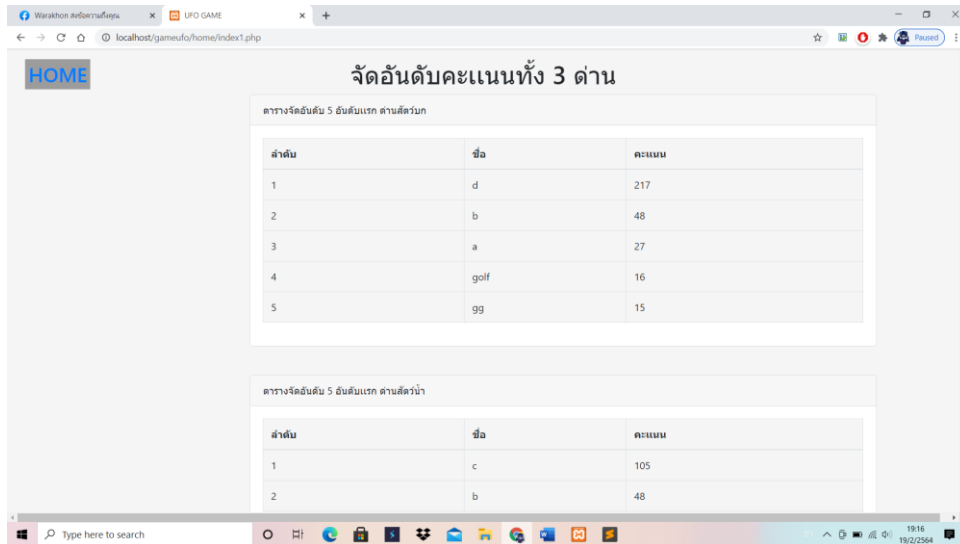 Warakhon ส่งข้อความถึงคุณ
UFO GAME
localhost/gameufo/home/index1.php
Paused
HOME
จัดอันดับคะแนนทั้ง 3 ด่าน
ตารางจัดอันดับ 5 อันดับแรก ด่านสัตว์บก
ลำดับ ชื่อ คะแนน
1 d 217
2 b 48
3 a 27
4 golf 16
5 gg 15
ตารางจัดอันดับ 5 อันดับแรก ด่านสัตว์น้ำ
ลำดับ ชื่อ คะแนน
1 c 105
2 b 48
Type here to search
19:16
19/2/2564